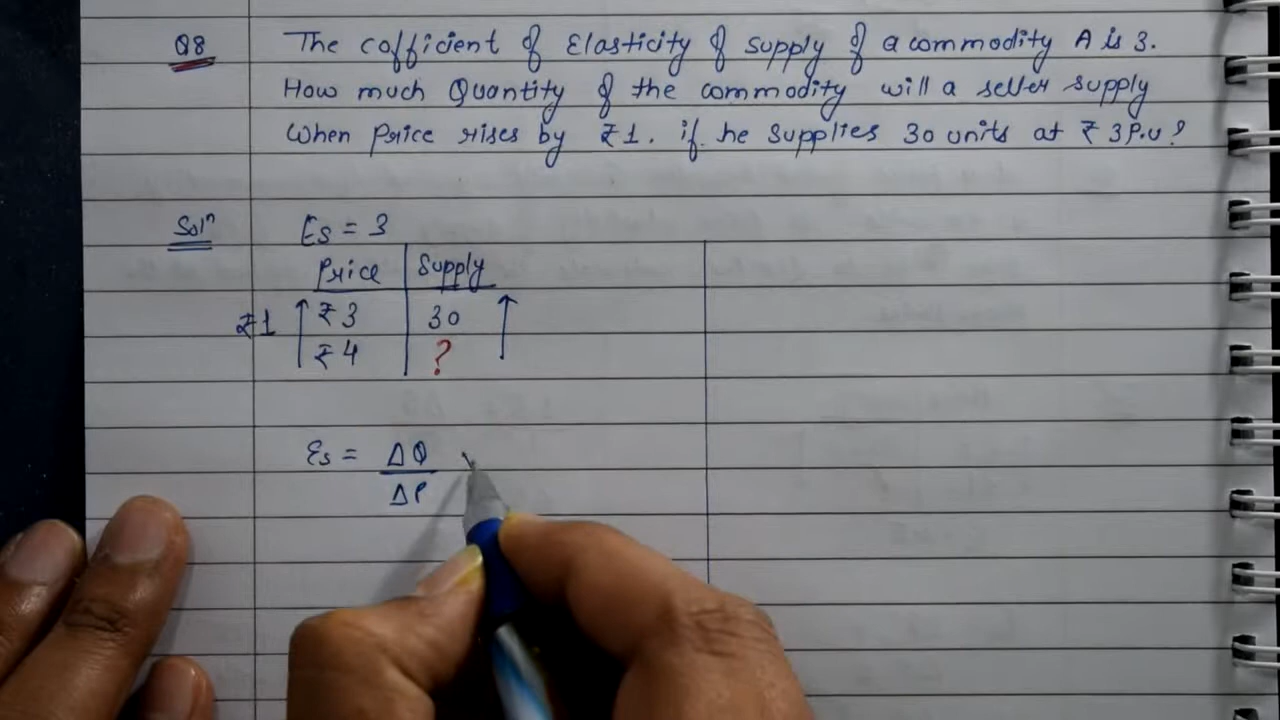 Q8 The cofficient of Elasticity of Supply of a commodity A is 3.
How much Quantity of the commodity will a seller supply
When Price rises by ₹1. if he Supplies 30 units at ₹ 3 P.u ?
Solⁿ Es = 3
Price Supply
₹1 ₹3 30
₹4 ?
Es = ΔQ
ΔP